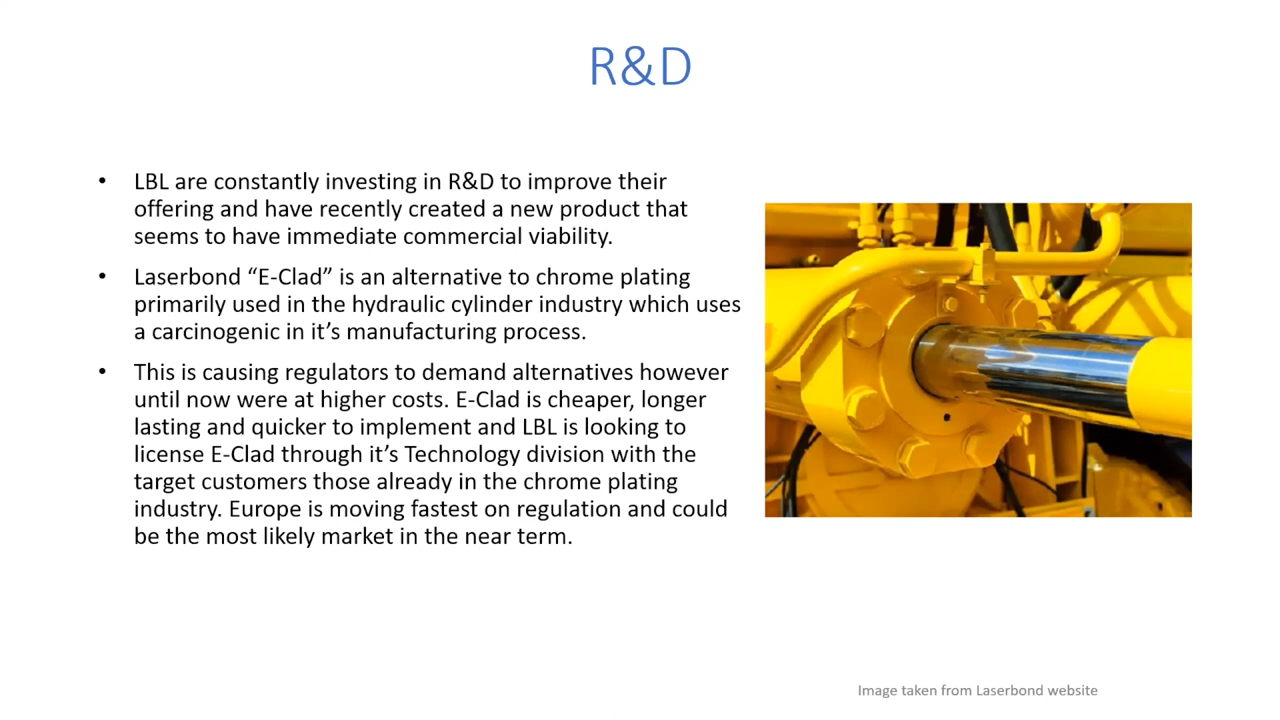 R&D
• LBL are constantly investing in R&D to improve their
offering and have recently created a new product that
seems to have immediate commercial viability.
• Laserbond “E-Clad” is an alternative to chrome plating
primarily used in the hydraulic cylinder industry which uses
a carcinogenic in it’s manufacturing process.
• This is causing regulators to demand alternatives however
until now were at higher costs. E-Clad is cheaper, longer
lasting and quicker to implement and LBL is looking to
license E-Clad through it’s Technology division with the
target customers those already in the chrome plating
industry. Europe is moving fastest on regulation and could
be the most likely market in the near term.
Image taken from Laserbond website